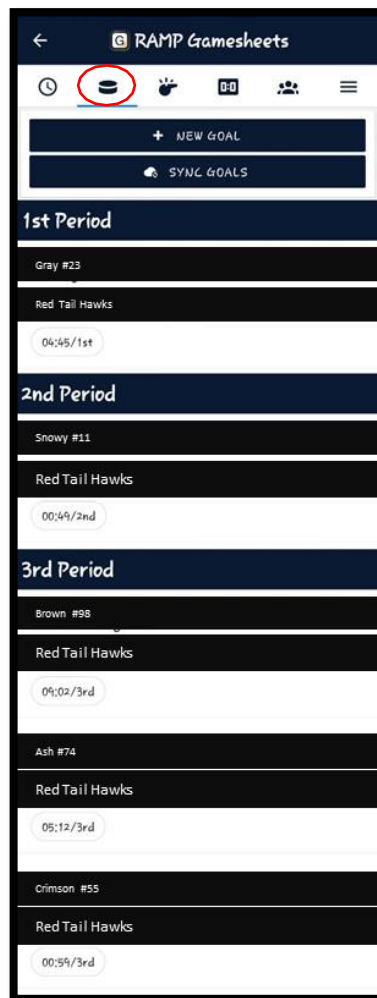 G RAMP Gamesheets
0:0
+ NEW GOAL
SYNC GOALS
1st Period
Gray #23
Red Tail Hawks
04:45/1st
2nd Period
Snowy #11
Red Tail Hawks
00:49/2nd
3rd Period
Brown #98
Red Tail Hawks
09:02/3rd
Ash #74
Red Tail Hawks
05:12/3rd
Crimson #55
Red Tail Hawks
00:59/3rd